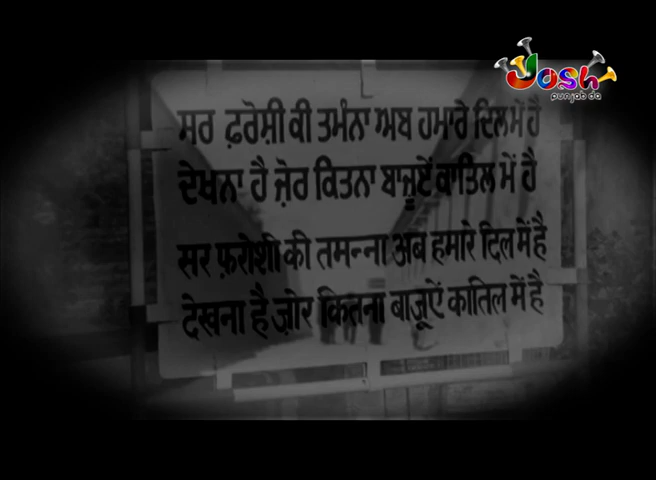 Josh
punjab da
ਸਰ ਫ਼ਰੋਸ਼ੀ ਕੀ ਤਮੰਨਾ ਅਬ ਹਮਾਰੇ ਦਿਲ ਮੇਂ ਹੈ
ਦੇਖਨਾ ਹੈ ਜ਼ੋਰ ਕਿਤਨਾ ਬਾਜ਼ੂਏਂ ਕਾਤਿਲ ਮੇਂ ਹੈ
सर फ़रोशी की तमन्ना अब हमारे दिल में है
देखना है ज़ोर कितना बाजूऐं कातिल में है